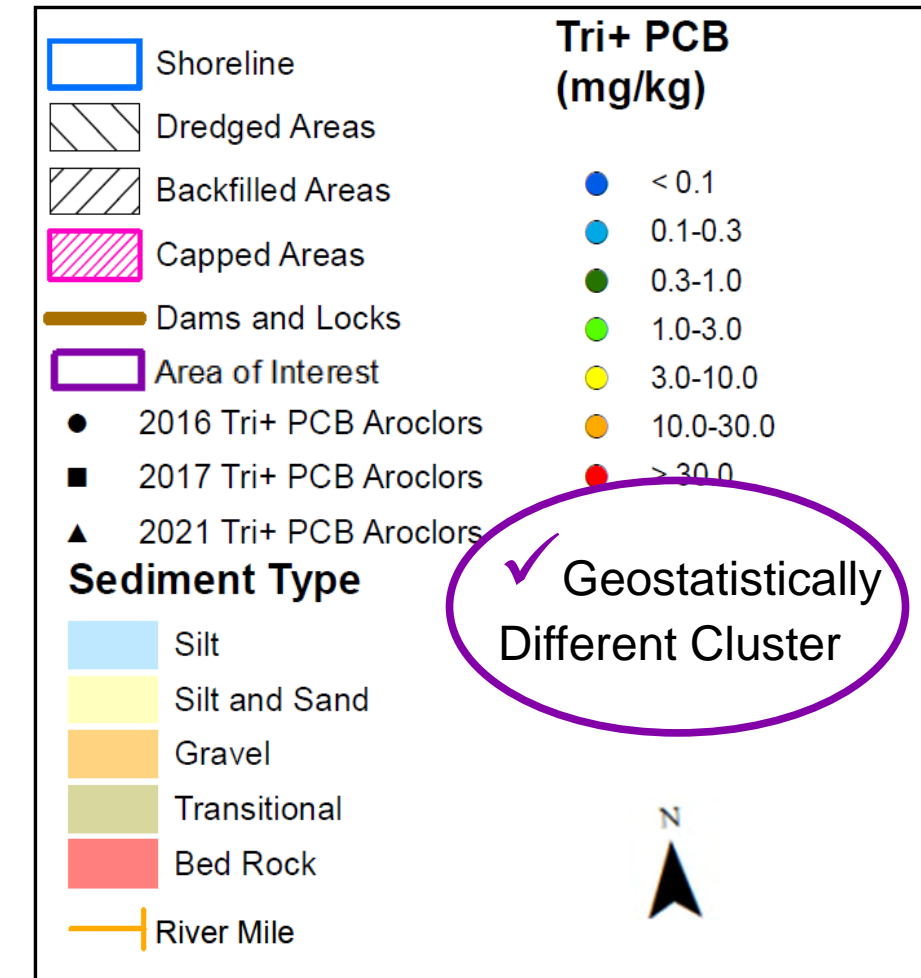 Shoreline
Dredged Areas
Backfilled Areas
Capped Areas
Dams and Locks
Area of Interest
2016 Tri+ PCB Aroclors
2017 Tri+ PCB Aroclors
2021 Tri+ PCB Aroclors
Tri+ PCB
(mg/kg)
< 0.1
0.1-0.3
0.3-1.0
1.0-3.0
3.0-10.0
10.0-30.0
> 30.0
✓ Geostatistically
Different Cluster
Sediment Type
Silt
Silt and Sand
Gravel
Transitional
Bed Rock
River Mile
N